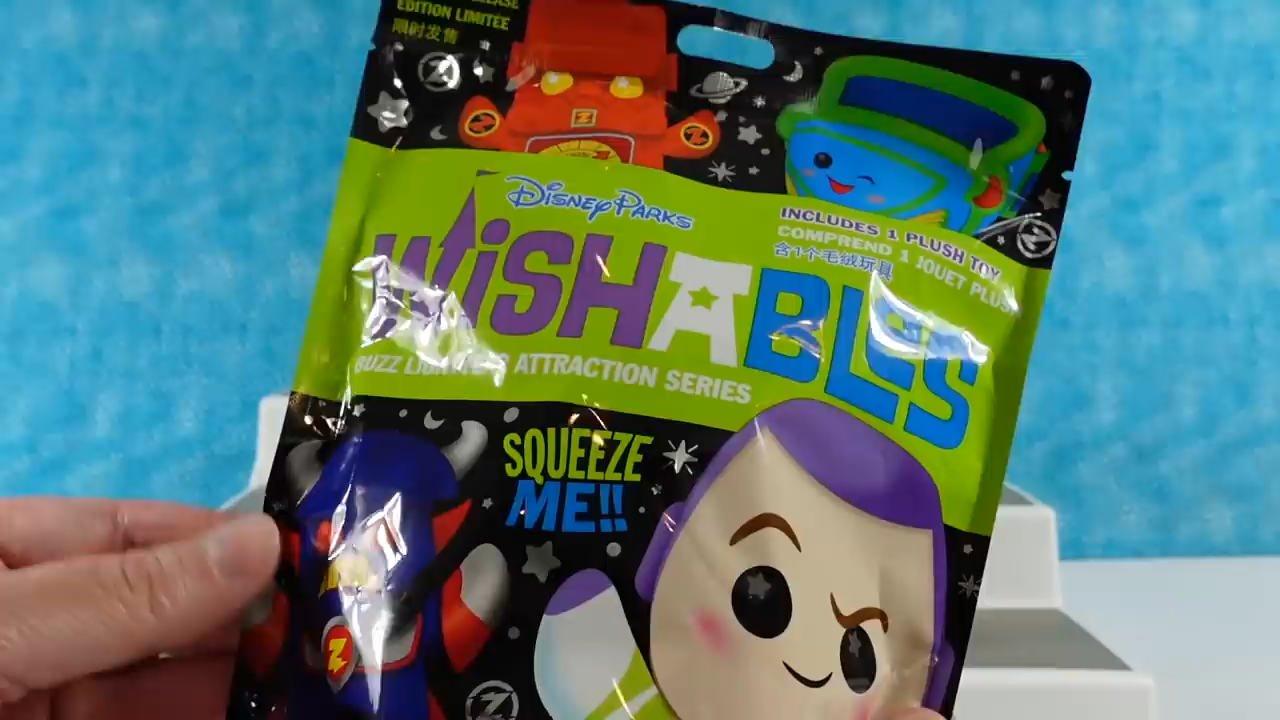 EDITION LIMITÉE
限时发售
Disney Parks
WiSHABLES
INCLUDES 1 PLUSH TOY
COMPREND 1 JOUET PLUSH
含1个毛绒玩具
BUZZ ATTRACTION SERIES
SQUEEZE
ME!!
Z
Z
Z
Z
Z
Z
Z